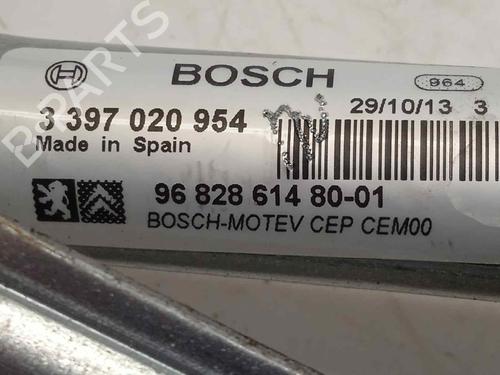 BOSCH
964
3 397 020 954
29/10/13 3
Made in Spain
96 828 614 80-01
BOSCH-MOTEV CEP CEM00
B-PARTS